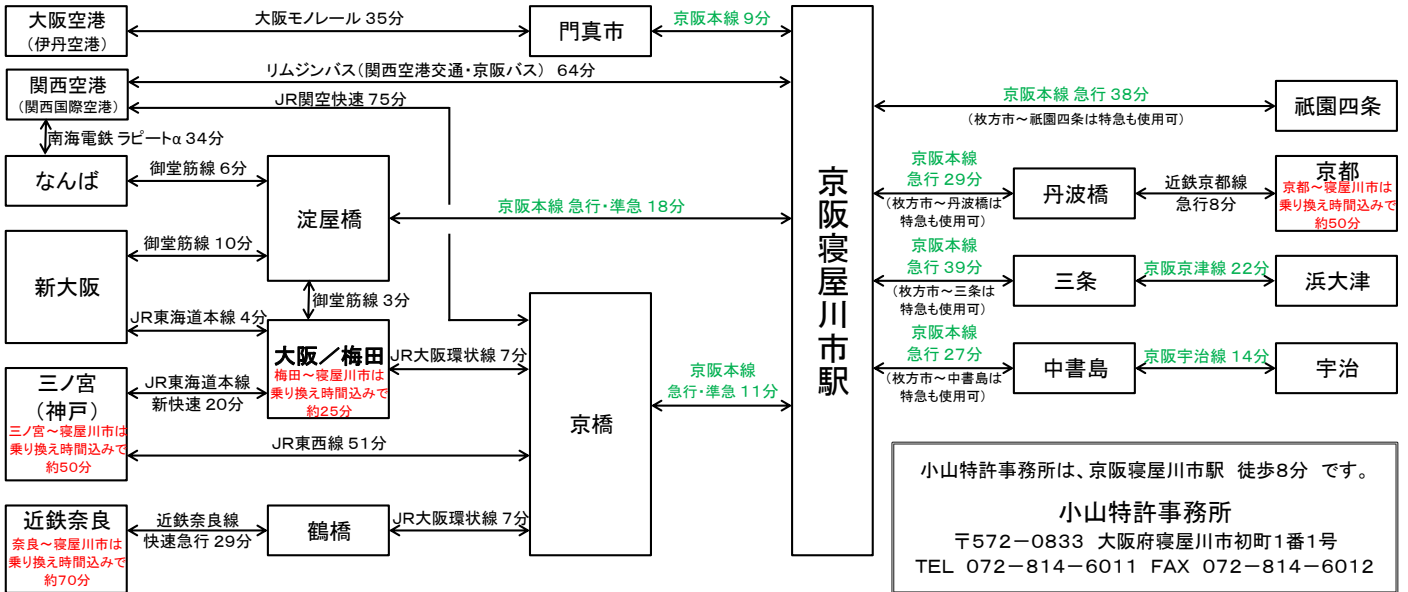 大阪空港
(伊丹空港)
大阪モノレール 35分
門真市
京阪本線 9分
関西空港
(関西国際空港)
リムジンバス(関西空港交通・京阪バス) 64分
JR関空快速 75分
南海電鉄 ラピートα 34分
なんば
御堂筋線 6分
淀屋橋
京阪本線 急行・準急 18分
新大阪
御堂筋線 10分
御堂筋線 3分
JR東海道本線 4分
大阪/梅田
梅田~寝屋川市は
乗り換え時間込みで
約25分
JR大阪環状線 7分
三ノ宮
(神戸)
三ノ宮~寝屋川市は
乗り換え時間込みで
約50分
JR東海道本線
新快速 20分
JR東西線 51分
京橋
京阪本線
急行・準急 11分
近鉄奈良
奈良~寝屋川市は
乗り換え時間込みで
約70分
近鉄奈良線
快速急行 29分
鶴橋
JR大阪環状線 7分
京阪寝屋川市駅
京阪本線 急行 38分
(枚方市~祇園四条は特急も使用可)
祇園四条
京阪本線
急行 29分
(枚方市~丹波橋は
特急も使用可)
丹波橋
近鉄京都線
急行8分
京都
京都~寝屋川市は
乗り換え時間込みで
約50分
京阪本線
急行 39分
(枚方市~三条は
特急も使用可)
三条
京阪京津線 22分
浜大津
京阪本線
急行 27分
(枚方市~中書島は
特急も使用可)
中書島
京阪宇治線 14分
宇治
小山特許事務所は、京阪寝屋川市駅 徒歩8分 です。
小山特許事務所
〒572-0833 大阪府寝屋川市初町1番1号
TEL 072-814-6011 FAX 072-814-6012